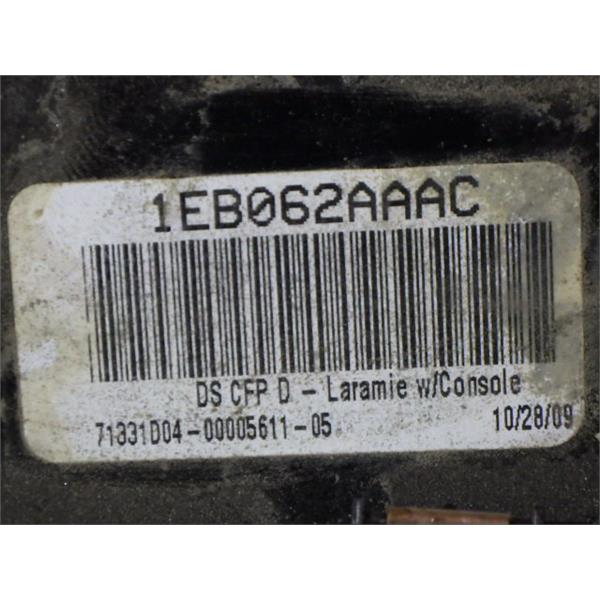 1EB062AAAC
DS CFP D - Laramie w/Console
71331D04-00005611-05 10/28/09